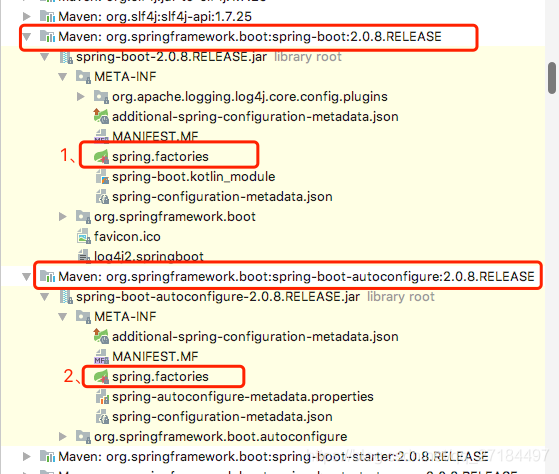 Maven: org.slf4j:slf4j-api:1.7.25
Maven: org.springframework.boot:spring-boot:2.0.8.RELEASE
spring-boot-2.0.8.RELEASE.jar library root
META-INF
org.apache.logging.log4j.core.config.plugins
additional-spring-configuration-metadata.json
MANIFEST.MF
1、 spring.factories
spring-boot.kotlin_module
spring-configuration-metadata.json
org.springframework.boot
favicon.ico
log4j2.springboot
Maven: org.springframework.boot:spring-boot-autoconfigure:2.0.8.RELEASE
spring-boot-autoconfigure-2.0.8.RELEASE.jar library root
META-INF
additional-spring-configuration-metadata.json
MANIFEST.MF
2、 spring.factories
spring-autoconfigure-metadata.properties
spring-configuration-metadata.json
org.springframework.boot.autoconfigure
Maven: org.springframework.boot:spring-boot-starter:2.0.8.RELEASE